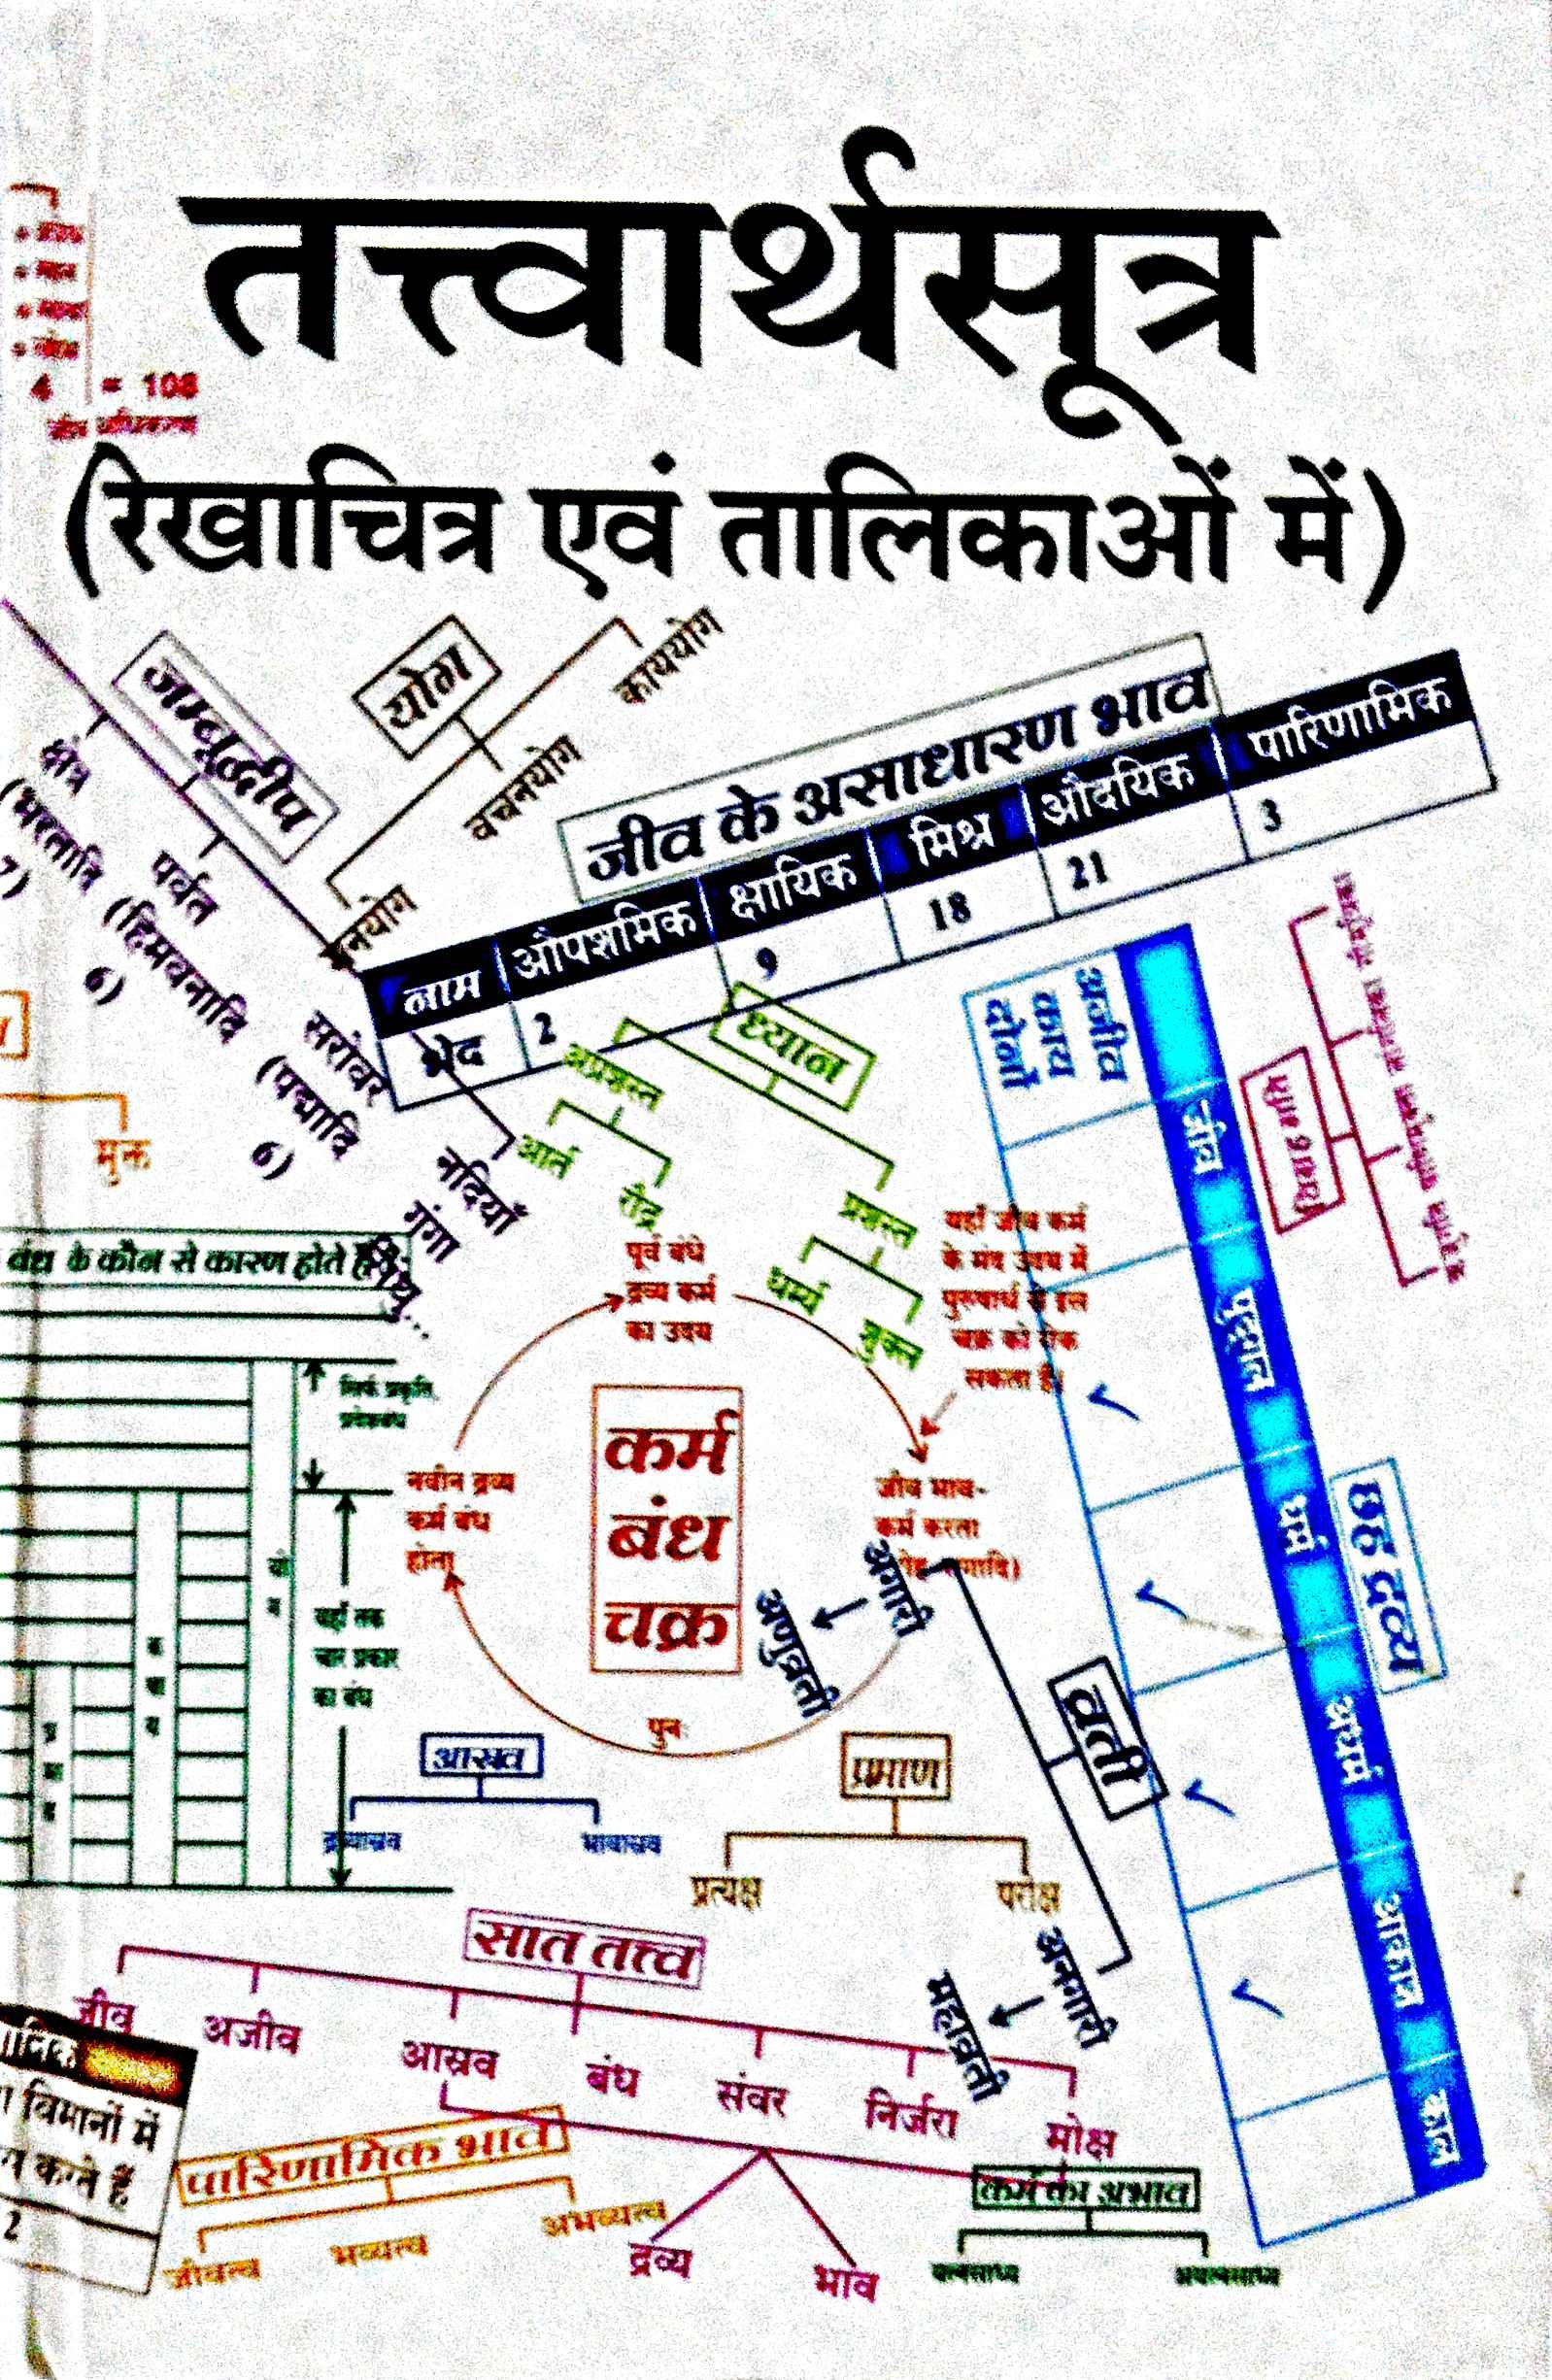 तत्त्वार्थसूत्र
(रेखाचित्र एवं तालिकाओं में)
4 = 108
जम्बूद्वीप
क्षेत्र
(भरतादि
7)
पर्वत
(हिमवनादि
6)
सरोवर
(पद्मादि
6)
नदियाँ
गंगा
योग
काययोग
वचनयोग
जीव के असाधारण भाव
नाम औपशमिक क्षायिक मिश्र औदयिक पारिणामिक
भेद 2 9 18 21 3
ध्यान
अप्रशस्त
आर्त
रौद्र
प्रशस्त
धर्म्य
शुक्ल
मुक्त
बंध के कौन से कारण होते
सिर्फ प्रकृति,
प्रदेशबंध
यहाँ तक
चार प्रकार
का बंध
कर्म
बंध
चक्र
पूर्व बंधे
द्रव्य कर्म
का उदय
यहाँ जीव कर्म
के मंद उदय में
पुरुषार्थ से इस
चक्र को रोक
सकता है।
जीव भाव-
कर्म करता
पुनः
नवीन द्रव्य
कर्म बंध
होता
छह द्रव्य
जीव पुद्गल धर्म अधर्म आकाश काल
अजीव
काय
दोनों
✓
✓
✓
✓
व्रती
अगारी
अणुव्रती
अनगारी
महाव्रती
आस्रव
द्रव्यास्रव
भावास्रव
प्रमाण
प्रत्यक्ष
परोक्ष
सात तत्त्व
जीव
अजीव
आस्रव
बंध
संवर
निर्जरा
मोक्ष
द्रव्य
भाव
विमानों में
2
पारिणामिक भाव
जीवत्व
भव्यत्व
अभव्यत्व
कर्म का अभाव
यत्नसाध्य
अयत्नसाध्य